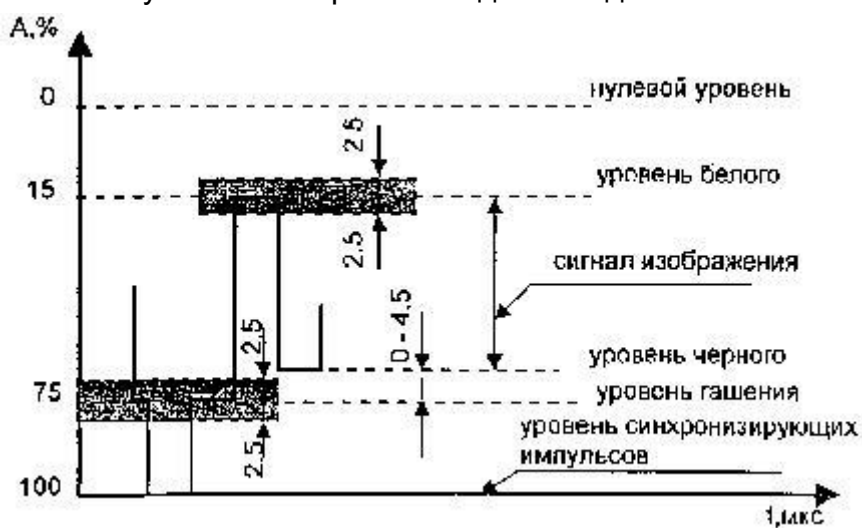 А,%
0
нулевой уровень
2.5
15
уровень белого
2.5
сигнал изображения
2.5
0 - 4.5
уровень черного
75
уровень гашения
2.5
уровень синхронизирующих
импульсов
100
t,мкс